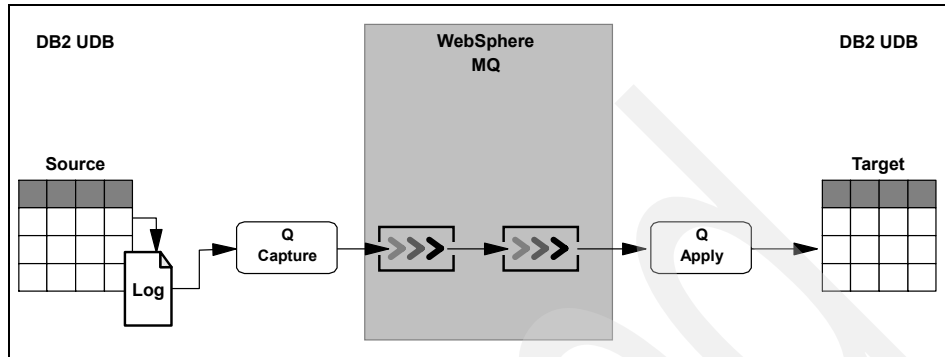 DB2 UDB
WebSphere
MQ
DB2 UDB
Source
Target
Q
Capture
Q
Apply
Log